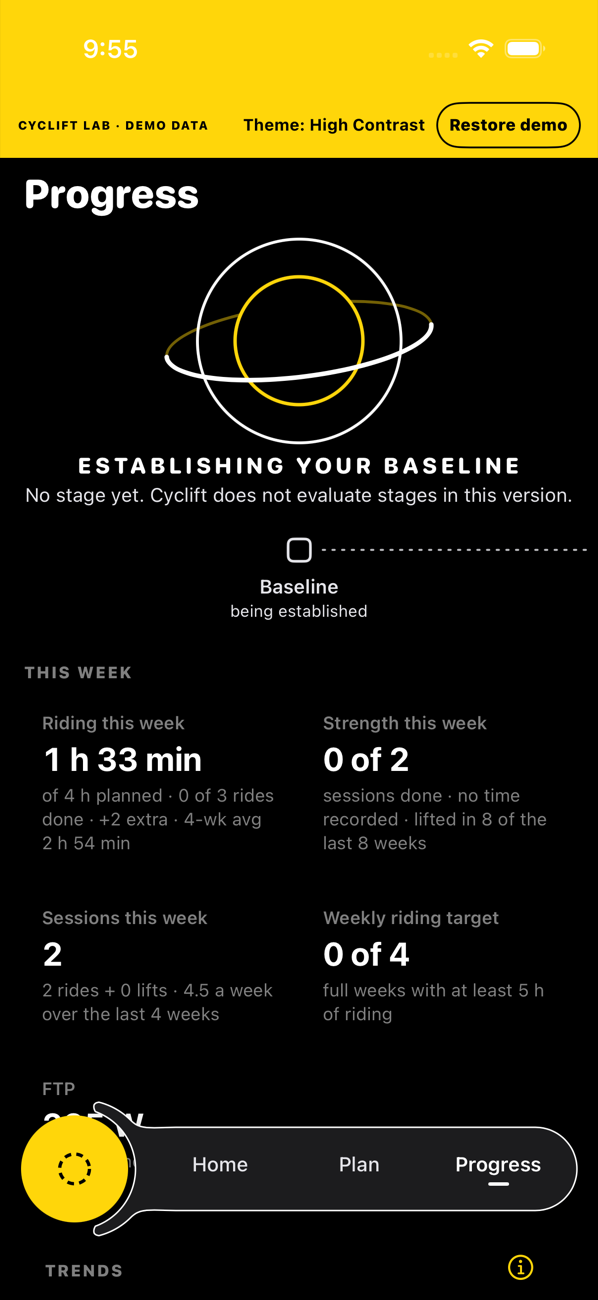 9:55
CYCLIFT LAB · DEMO DATA
Theme: High Contrast
Restore demo
Progress
ESTABLISHING YOUR BASELINE
No stage yet. Cyclift does not evaluate stages in this version.
Baseline
being established
THIS WEEK
Riding this week
1 h 33 min
of 4 h planned · 0 of 3 rides
done · +2 extra · 4-wk avg
2 h 54 min
Strength this week
0 of 2
sessions done · no time
recorded · lifted in 8 of the
last 8 weeks
Sessions this week
2
2 rides + 0 lifts · 4.5 a week
over the last 4 weeks
Weekly riding target
0 of 4
full weeks with at least 5 h
of riding
FTP
Home
Plan
Progress
TRENDS